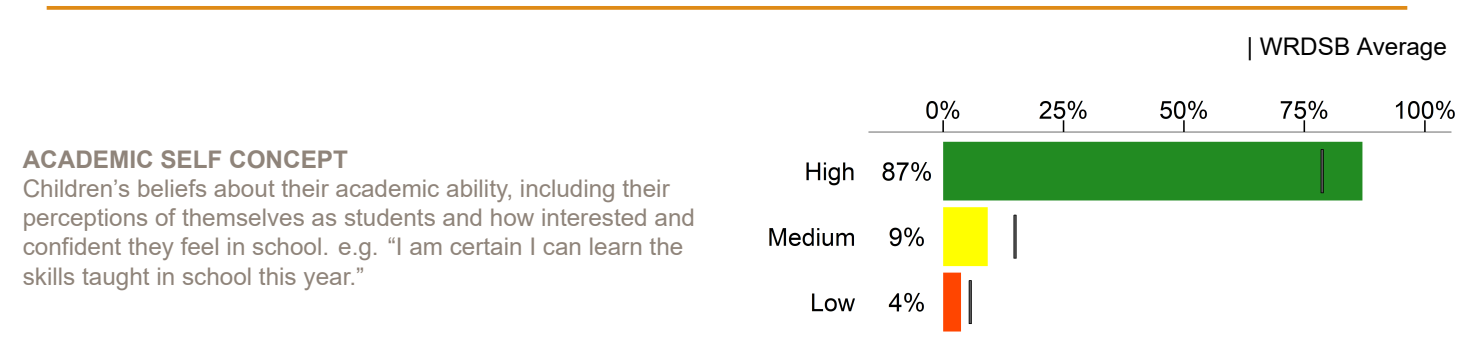 | WRDSB Average
0% 25% 50% 75% 100%
ACADEMIC SELF CONCEPT
Children’s beliefs about their academic ability, including their
perceptions of themselves as students and how interested and
confident they feel in school. e.g. “I am certain I can learn the
skills taught in school this year.”
High 87%
Medium 9%
Low 4%